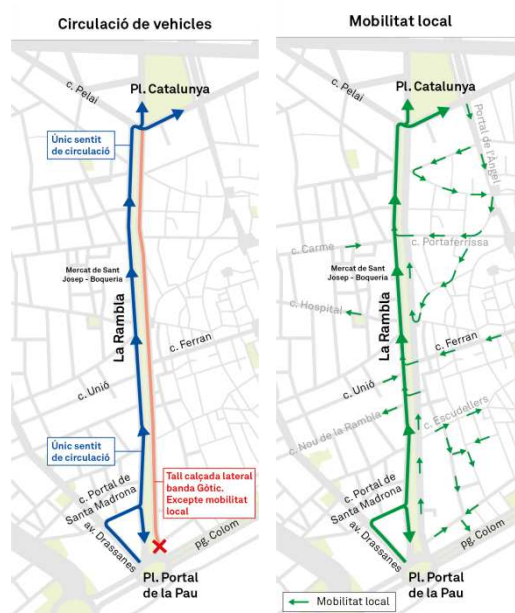 Circulació de vehicles
c. Pelai
Pl. Catalunya
Únic sentit
de circulació
Mercat de Sant
Josep - Boqueria
La Rambla
c. Ferran
c. Unió
Únic sentit
de circulació
Tall calçada lateral
banda Gòtic.
Excepte mobilitat
local
c. Portal de
Santa Madrona
av. Drassanes
pg. Colom
Pl. Portal
de la Pau
Mobilitat local
c. Pelai
Pl. Catalunya
Portal de
l'Àngel
c. Carme
c. Portaferrissa
Mercat de Sant
Josep - Boqueria
c. Hospital
La Rambla
c. Ferran
c. Unió
c. Nou de la Rambla
c. Escudellers
c. Portal de
Santa Madrona
av. Drassanes
pg. Colom
Pl. Portal
de la Pau
Mobilitat local